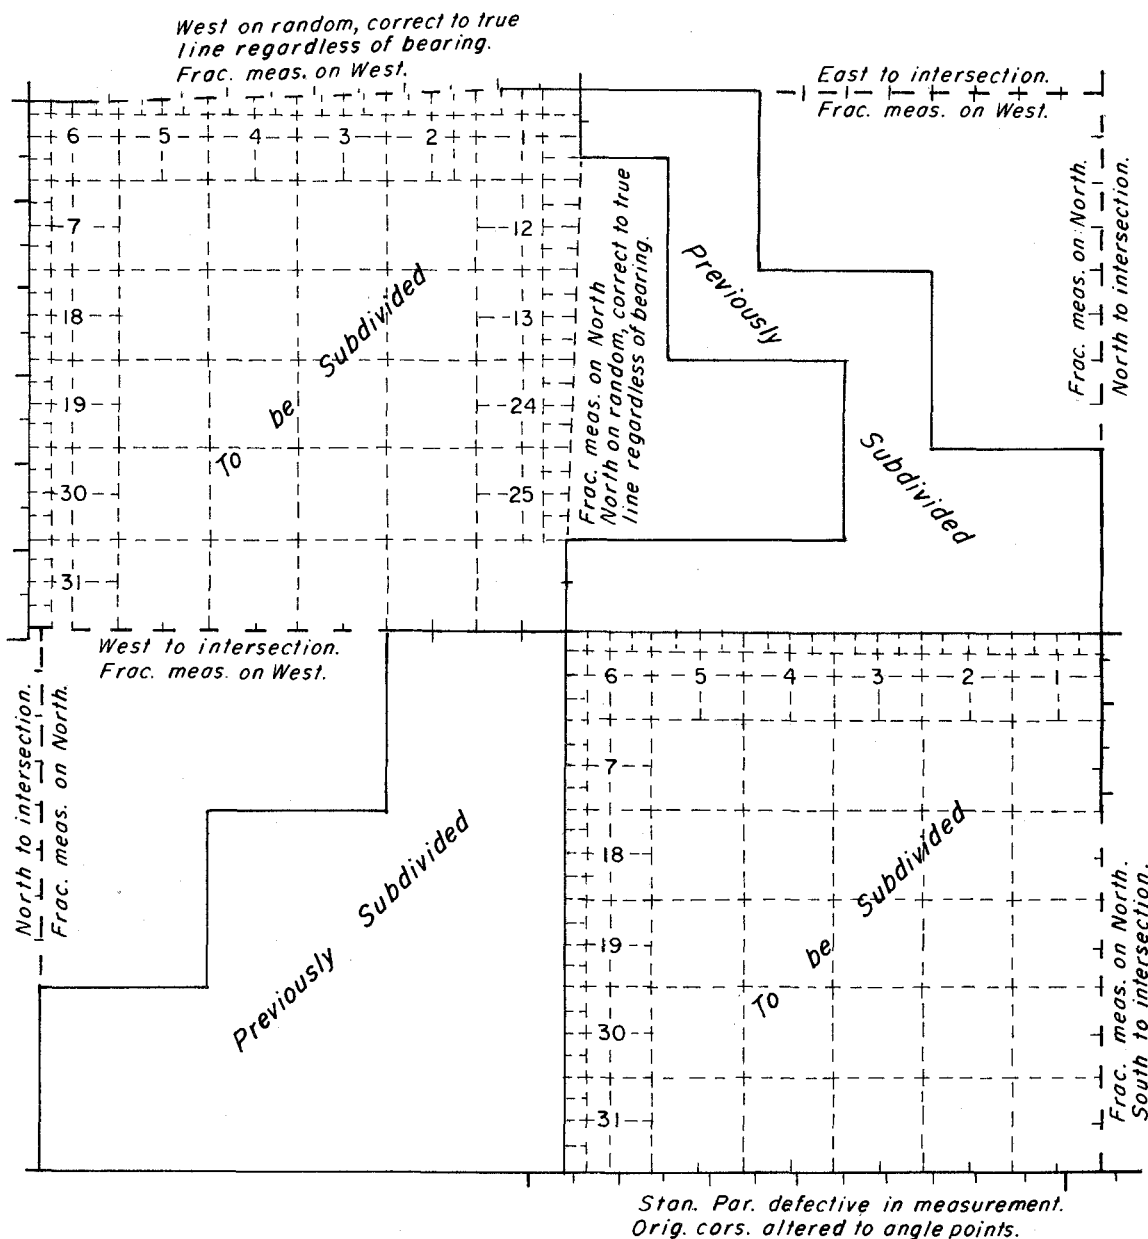 West on random, correct to true
line regardless of bearing.
Frac. meas. on West.
East to intersection.
Frac. meas. on West.
6 5 4 3 2 1
7 12
18 13
19 24
30 25
31
To be Subdivided
Frac. meas. on North
North on random, correct to true
line regardless of bearing.
Previously Subdivided
Frac. meas. on North.
North to intersection.
West to intersection.
Frac. meas. on West.
North to intersection.
Frac. meas. on North.
Previously Subdivided
6 5 4 3 2 1
7
18
19
30
31
To be Subdivided
Frac. meas. on North.
South to intersection.
Stan. Par. defective in measurement.
Orig. cors. altered to angle points.